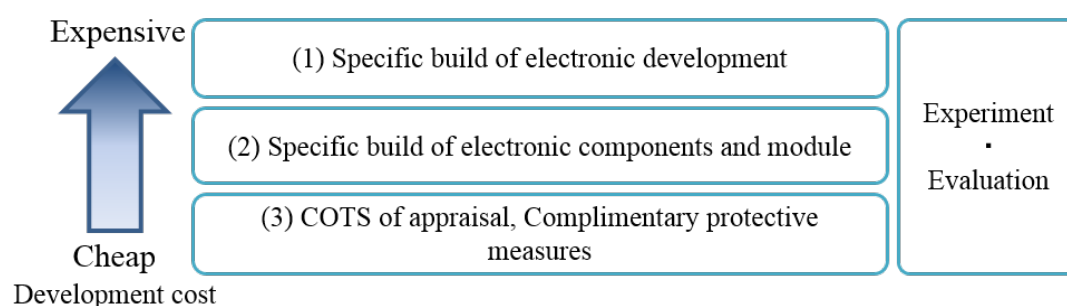 Expensive
(1) Specific build of electronic development
(2) Specific build of electronic components and module
(3) COTS of appraisal, Complimentary protective
measures
Cheap
Development cost
Experiment
·
Evaluation